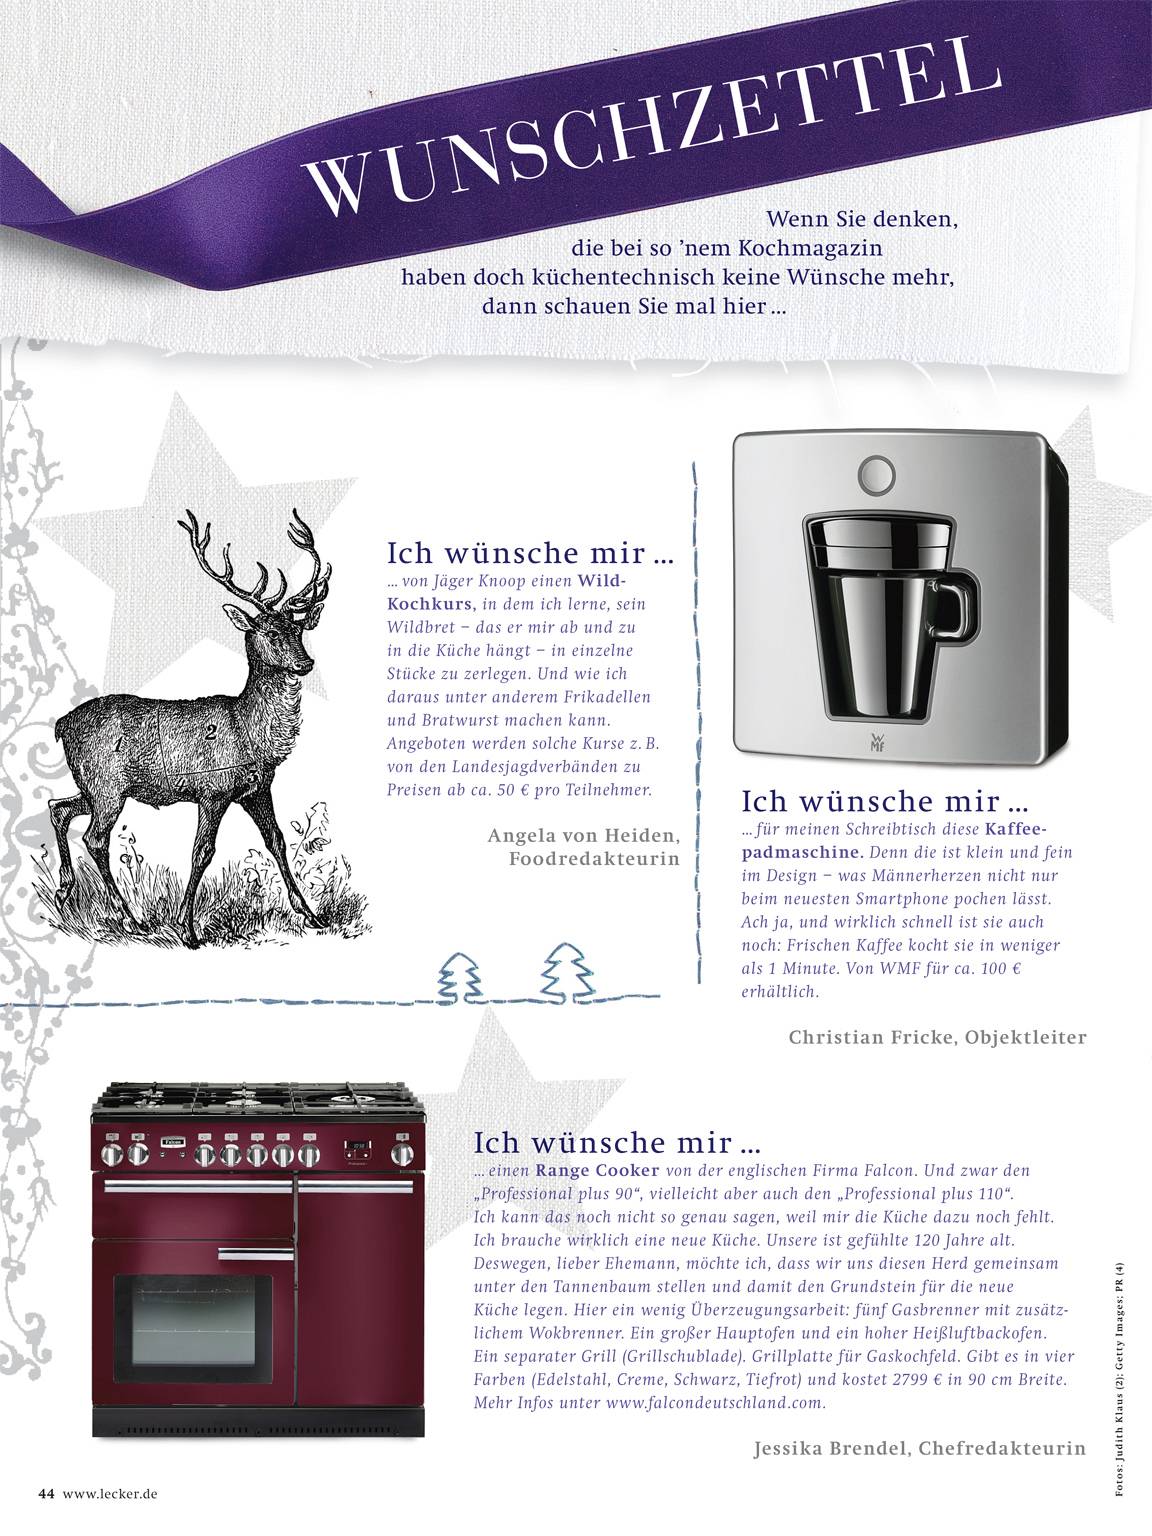 WUNSCHZETTEL
Wenn Sie denken,
die bei so ’nem Kochmagazin
haben doch küchentechnisch keine Wünsche mehr,
dann schauen Sie mal hier ...
Ich wünsche mir ...
... von Jäger Knoop einen Wild-
Kochkurs, in dem ich lerne, sein
Wildbret – das er mir ab und zu
in die Küche hängt – in einzelne
Stücke zu zerlegen. Und wie ich
daraus unter anderem Frikadellen
und Bratwurst machen kann.
Angeboten werden solche Kurse z. B.
von den Landesjagdverbänden zu
Preisen ab ca. 50 € pro Teilnehmer.
Angela von Heiden,
Foodredakteurin
1
2
3
4
WMF
Ich wünsche mir ...
... für meinen Schreibtisch diese Kaffee-
padmaschine. Denn die ist klein und fein
im Design – was Männerherzen nicht nur
beim neuesten Smartphone pochen lässt.
Ach ja, und wirklich schnell ist sie auch
noch: Frischen Kaffee kocht sie in weniger
als 1 Minute. Von WMF für ca. 100 €
erhältlich.
Christian Fricke, Objektleiter
Falcon
Ich wünsche mir ...
... einen Range Cooker von der englischen Firma Falcon. Und zwar den
„Professional plus 90“, vielleicht aber auch den „Professional plus 110“.
Ich kann das noch nicht so genau sagen, weil mir die Küche dazu noch fehlt.
Ich brauche wirklich eine neue Küche. Unsere ist gefühlte 120 Jahre alt.
Deswegen, lieber Ehemann, möchte ich, dass wir uns diesen Herd gemeinsam
unter den Tannenbaum stellen und damit den Grundstein für die neue
Küche legen. Hier ein wenig Überzeugungsarbeit: fünf Gasbrenner mit zusätz-
lichem Wokbrenner. Ein großer Hauptofen und ein hoher Heißluftbackofen.
Ein separater Grill (Grillschublade). Grillplatte für Gaskochfeld. Gibt es in vier
Farben (Edelstahl, Creme, Schwarz, Tiefrot) und kostet 2799 € in 90 cm Breite.
Mehr Infos unter www.falcondeutschland.com.
Jessika Brendel, Chefredakteurin
Fotos: Judith Klaus (2); Getty Images; PR (4)
44 www.lecker.de